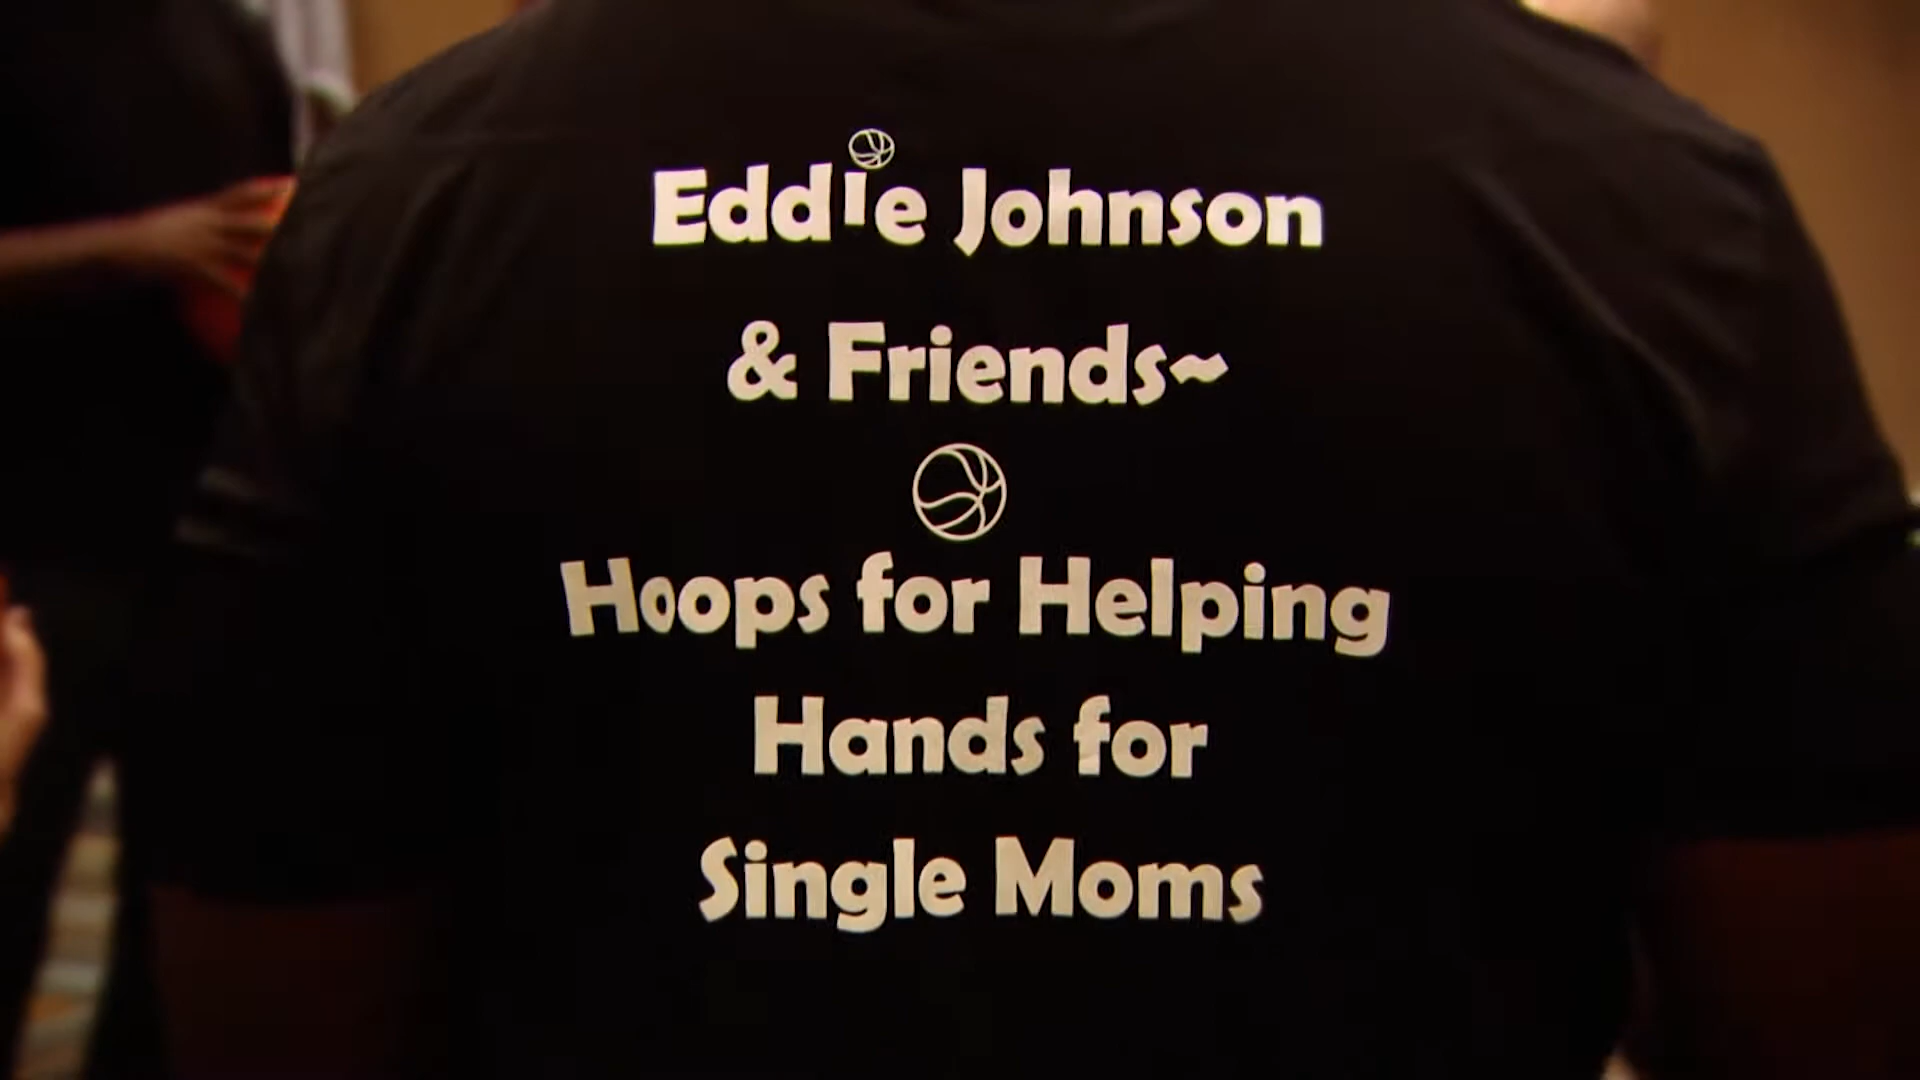 Eddie Johnson
& Friends~
Hoops for Helping
Hands for
Single Moms